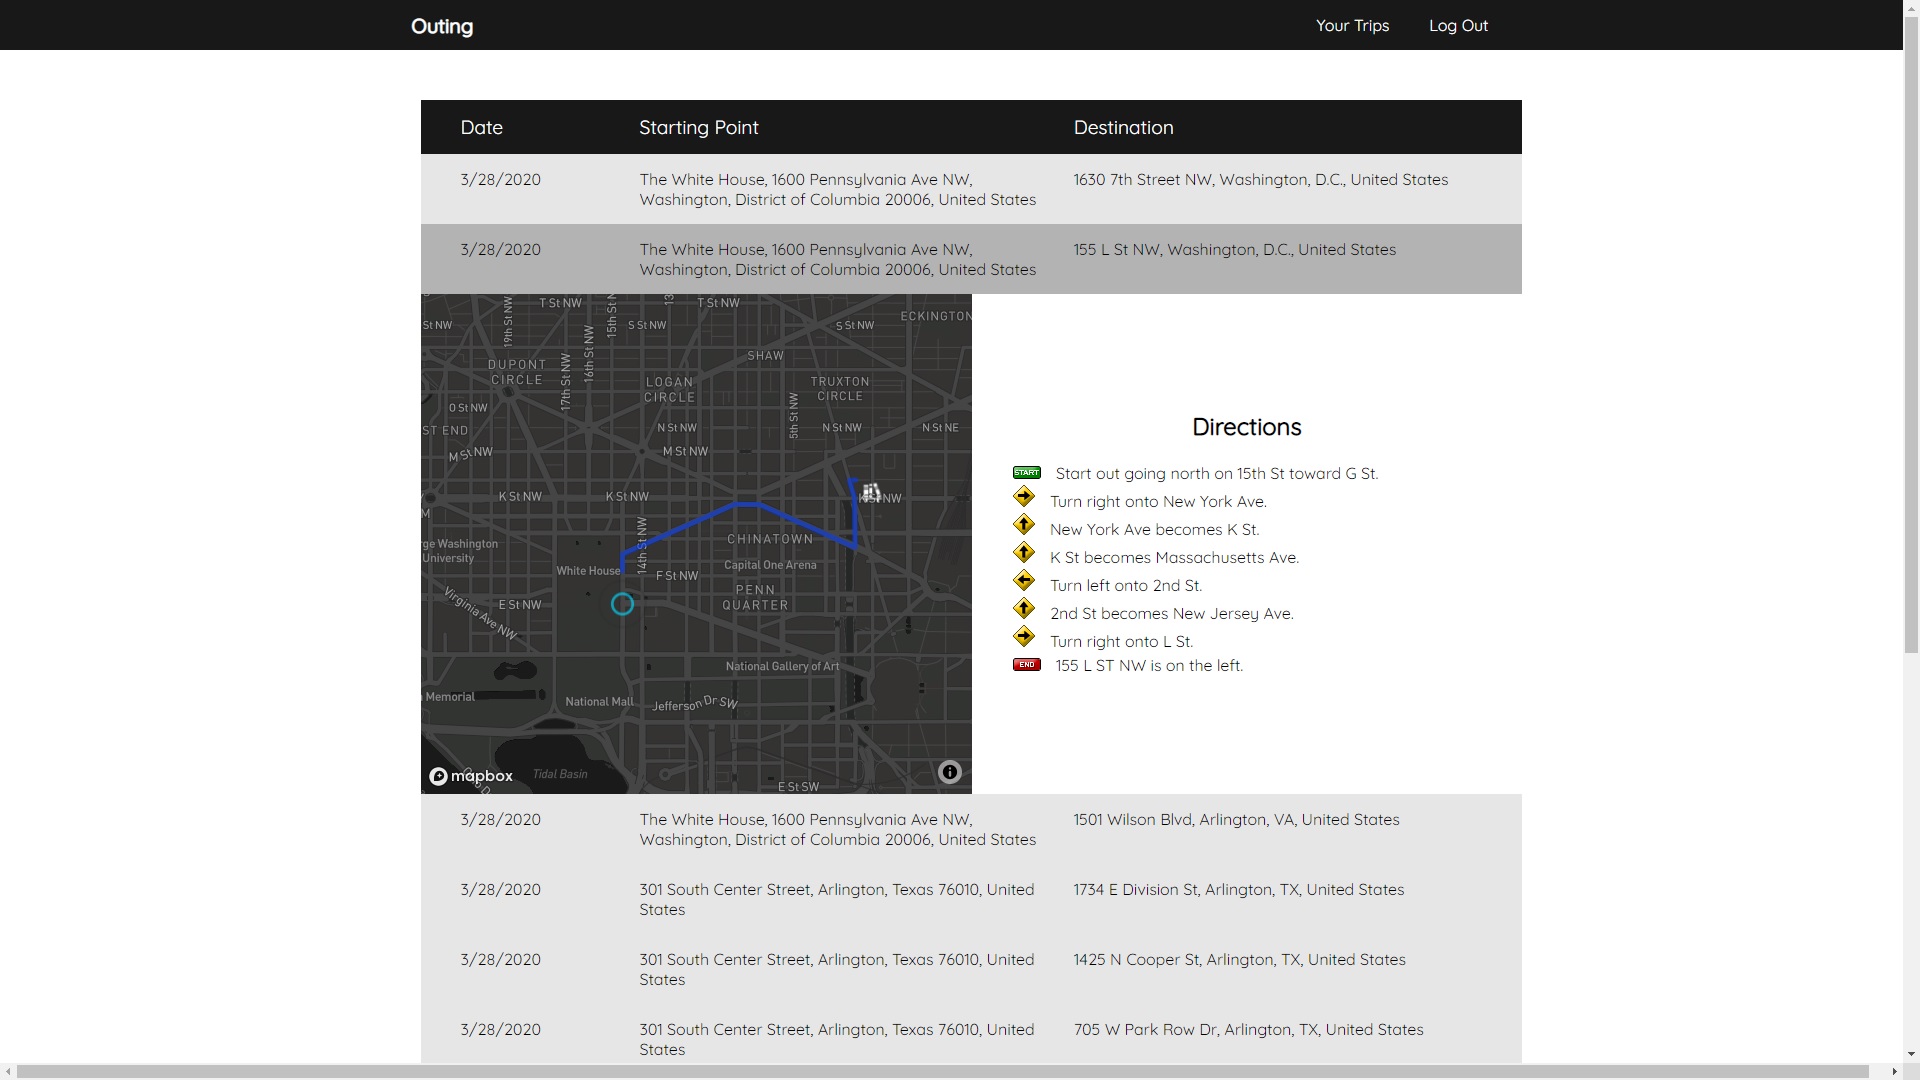 Outing
Your Trips
Log Out
Date
Starting Point
Destination
3/28/2020
The White House, 1600 Pennsylvania Ave NW,
Washington, District of Columbia 20006, United States
1630 7th Street NW, Washington, D.C., United States
3/28/2020
The White House, 1600 Pennsylvania Ave NW,
Washington, District of Columbia 20006, United States
155 L St NW, Washington, D.C., United States
T St NW
T St NW
19th St NW
15th St N
13
St NW
S St NW
S St NW
ECKINGTON
16th St NW
17th St NW
SHAW
DUPONT
CIRCLE
LOGAN
CIRCLE
TRUXTON
CIRCLE
5th St NW
O St NW
ST END
N St NW
N St NW
N St NE
M St NW
M St NW
K St NW
K St NW
K St NW
M
14th St NW
CHINATOWN
rge Washington
University
White House
Capital One Arena
F St NW
PENN
QUARTER
E St NW
Virginia Ave NW
National Gallery of Art
Memorial
National Mall
Jefferson Dr SW
Tidal Basin
E St SW
mapbox
Directions
START
Start out going north on 15th St toward G St.
Turn right onto New York Ave.
New York Ave becomes K St.
K St becomes Massachusetts Ave.
Turn left onto 2nd St.
2nd St becomes New Jersey Ave.
Turn right onto L St.
END
155 L ST NW is on the left.
3/28/2020
The White House, 1600 Pennsylvania Ave NW,
Washington, District of Columbia 20006, United States
1501 Wilson Blvd, Arlington, VA, United States
3/28/2020
301 South Center Street, Arlington, Texas 76010, United
States
1734 E Division St, Arlington, TX, United States
3/28/2020
301 South Center Street, Arlington, Texas 76010, United
States
1425 N Cooper St, Arlington, TX, United States
3/28/2020
301 South Center Street, Arlington, Texas 76010, United
States
705 W Park Row Dr, Arlington, TX, United States